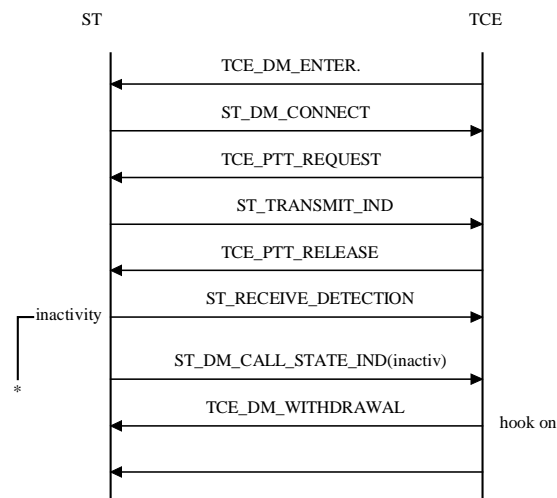 ST TCE
TCE_DM_ENTER.
ST_DM_CONNECT
TCE_PTT_REQUEST
ST_TRANSMIT_IND
TCE_PTT_RELEASE
ST_RECEIVE_DETECTION
inactivity
ST_DM_CALL_STATE_IND(inactiv)
*
TCE_DM_WITHDRAWAL
hook on